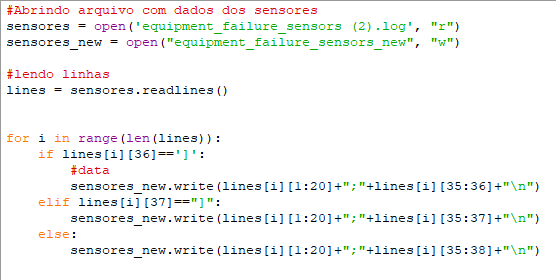 #Abrindo arquivo com dados dos sensores
sensores = open('equipment_failure_sensors (2).log', "r")
sensores_new = open("equipment_failure_sensors_new", "w")
#lendo linhas
lines = sensores.readlines()
for i in range(len(lines)):
    if lines[i][36]==']':
        #data
        sensores_new.write(lines[i][1:20]+";"+lines[i][35:36]+"\n")
    elif lines[i][37]=="]":
        sensores_new.write(lines[i][1:20]+";"+lines[i][35:37]+"\n")
    else:
        sensores_new.write(lines[i][1:20]+";"+lines[i][35:38]+"\n")